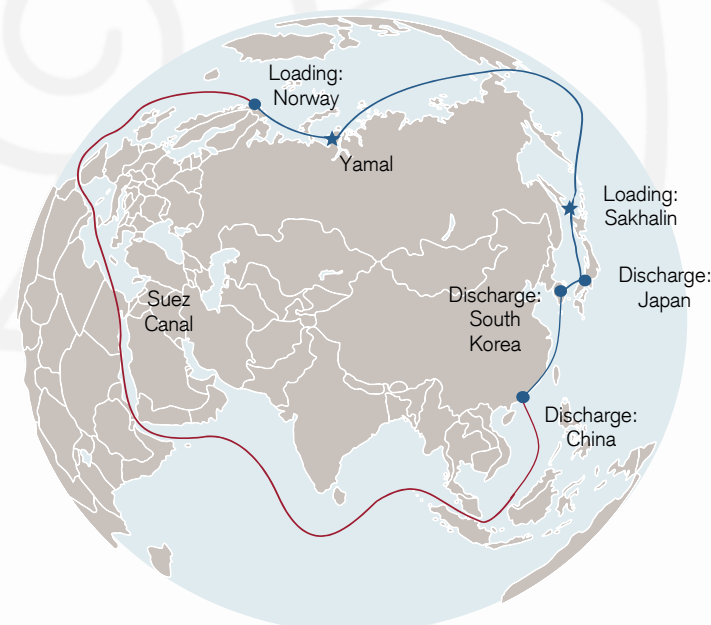 Loading:
Norway
Yamal
Loading:
Sakhalin
Discharge:
Japan
Suez
Canal
Discharge:
South
Korea
Discharge:
China